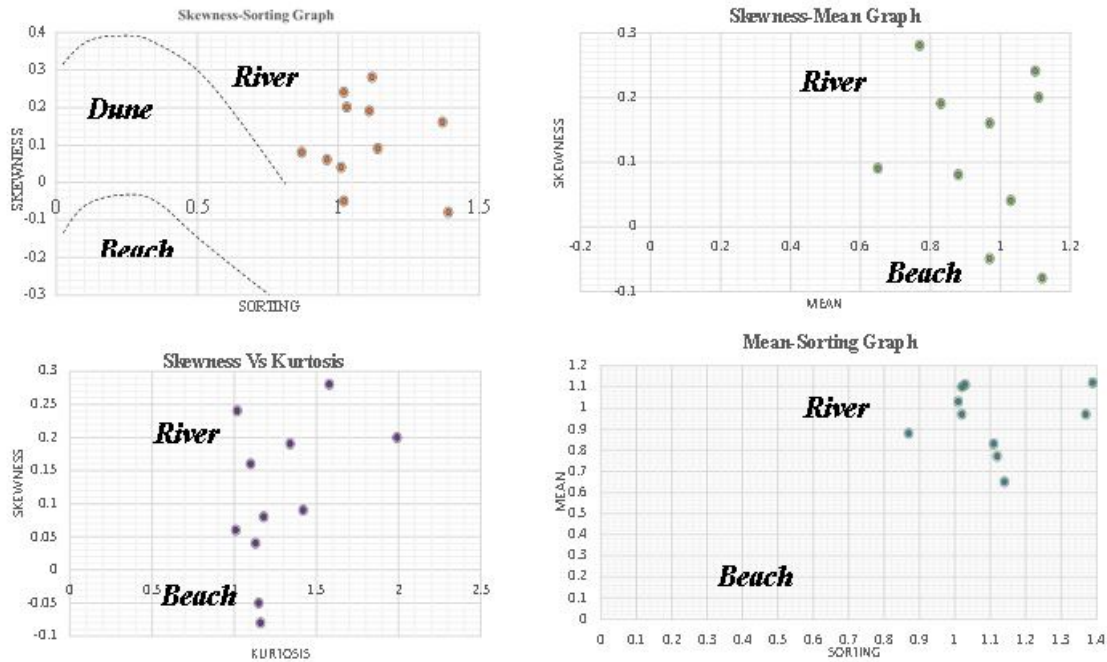 Skewness-Sorting Graph
0.4
0.3
0.2
0.1
0
-0.1
-0.2
-0.3
0
0.5
1
1.5
SKEWNESS
SORTING
River
Dune
Beach
Skewness-Mean Graph
0.3
0.2
0.1
0
-0.1
-0.2
0
0.2
0.4
0.6
0.8
1
1.2
SKEWNESS
MEAN
River
Beach
Skewness Vs Kurtosis
0.3
0.25
0.2
0.15
0.1
0.05
0
-0.05
-0.1
0
0.5
1
1.5
2
2.5
SKEWNESS
KURTOSIS
River
Beach
Mean-Sorting Graph
1.2
1.1
1
0.9
0.8
0.7
0.6
0.5
0.4
0.3
0.2
0.1
0
0 0.1 0.2 0.3 0.4 0.5 0.6 0.7 0.8 0.9 1 1.1 1.2 1.3 1.4
MEAN
SORTING
River
Beach